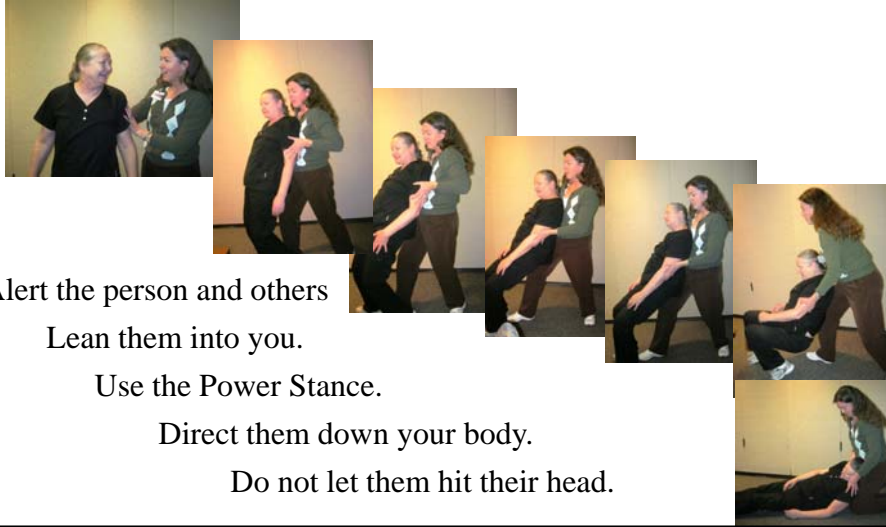 lert the person and others
Lean them into you.
Use the Power Stance.
Direct them down your body.
Do not let them hit their head.